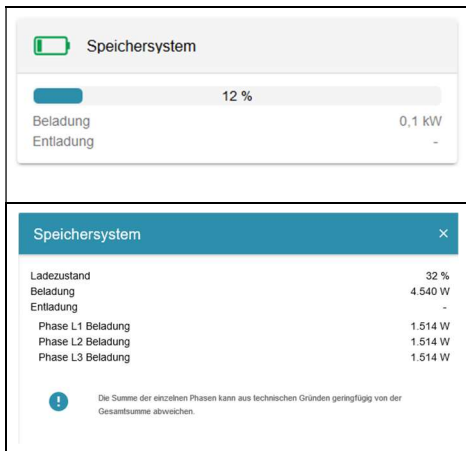 Speichersystem
12 %
Beladung 0,1 kW
Entladung -
Speichersystem ×
Ladezustand 32 %
Beladung 4.540 W
Entladung -
Phase L1 Beladung 1.514 W
Phase L2 Beladung 1.514 W
Phase L3 Beladung 1.514 W
! Die Summe der einzelnen Phasen kann aus technischen Gründen geringfügig von der
Gesamtsumme abweichen.